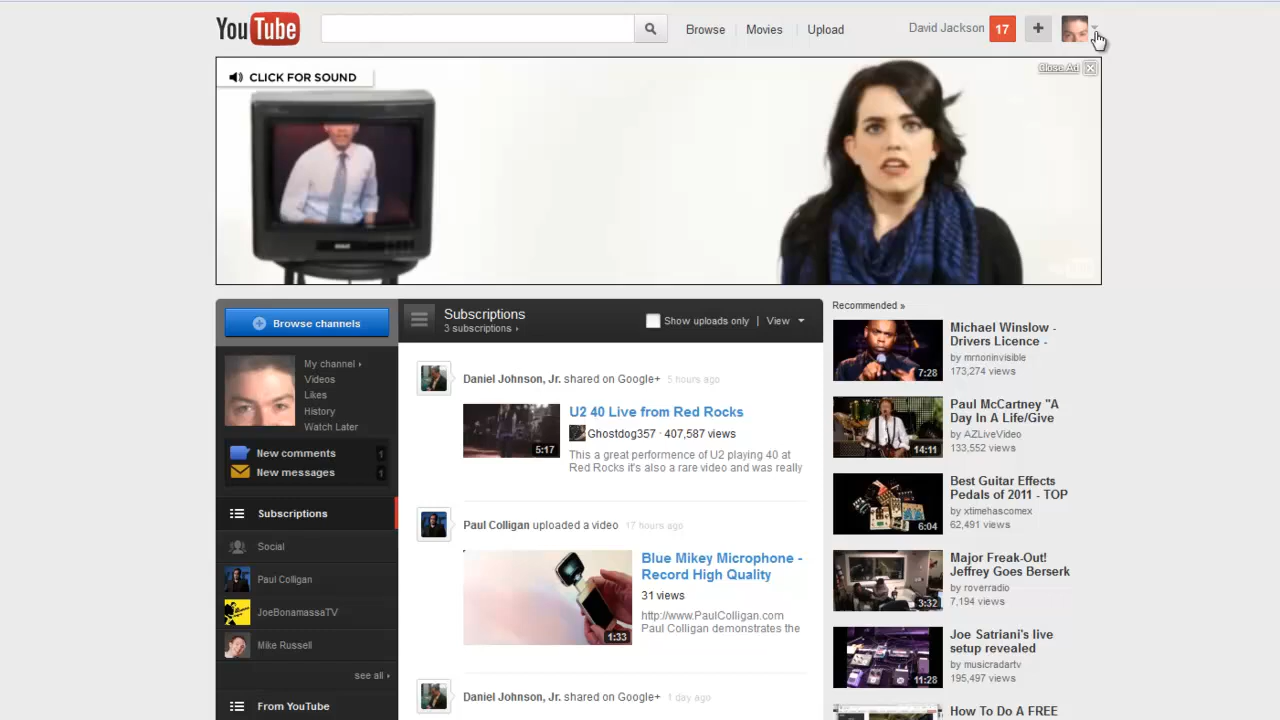 YouTube
Browse
Movies
Upload
David Jackson
17
+
CLICK FOR SOUND
Close Ad
X
Browse channels
My channel ›
Videos
Likes
History
Watch Later
New comments 1
New messages 1
Subscriptions
Social
Paul Colligan
JoeBonamassaTV
Mike Russell
see all ›
From YouTube
Subscriptions
3 subscriptions ›
Show uploads only | View
Daniel Johnson, Jr. shared on Google+ 5 hours ago
5:17
U2 40 Live from Red Rocks
Ghostdog357 · 407,587 views
This a great performence of U2 playing 40 at
Red Rocks it's also a rare video and was really
Paul Colligan uploaded a video 17 hours ago
1:33
Blue Mikey Microphone -
Record High Quality
31 views
http://www.PaulColligan.com
Paul Colligan demonstrates the
Daniel Johnson, Jr. shared on Google+ 1 day ago
Recommended »
7:28
Michael Winslow -
Drivers Licence -
by mrnoninvisible
173,274 views
14:11
Paul McCartney "A
Day In A Life/Give
by AZLiveVideo
133,552 views
6:04
Best Guitar Effects
Pedals of 2011 - TOP
by xtimehascomex
62,491 views
3:32
Major Freak-Out!
Jeffrey Goes Berserk
by roverradio
7,194 views
11:28
Joe Satriani's live
setup revealed
by musicradartv
195,497 views
How To Do A FREE